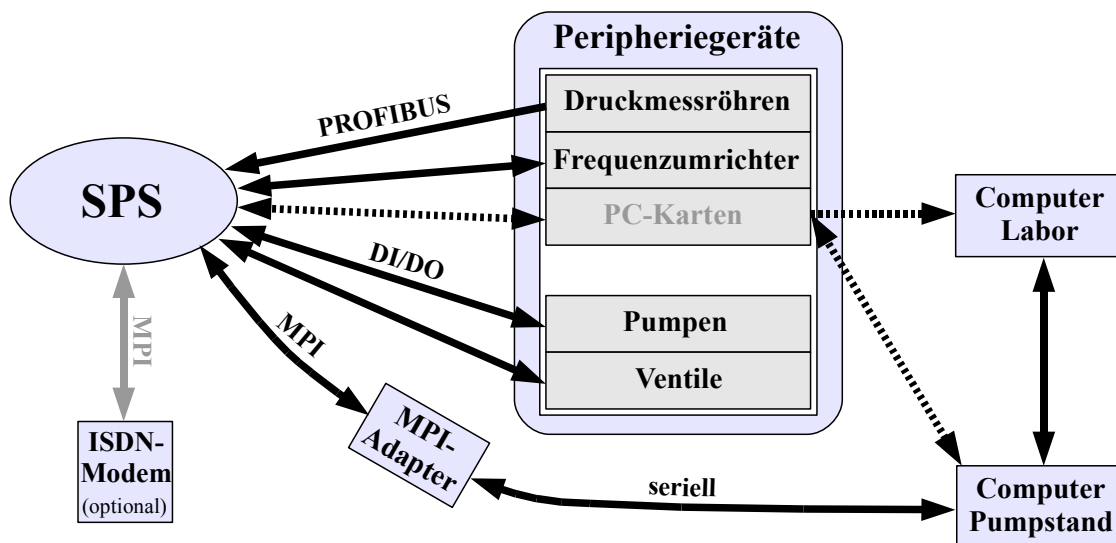 Peripheriegeräte
Druckmessröhren
PROFIBUS
Frequenzumrichter
SPS
PC-Karten
Computer
Labor
DI/DO
Pumpen
MPI
MPI
Ventile
MPI-
Adapter
ISDN-
Modem
(optional)
seriell
Computer
Pumpstand